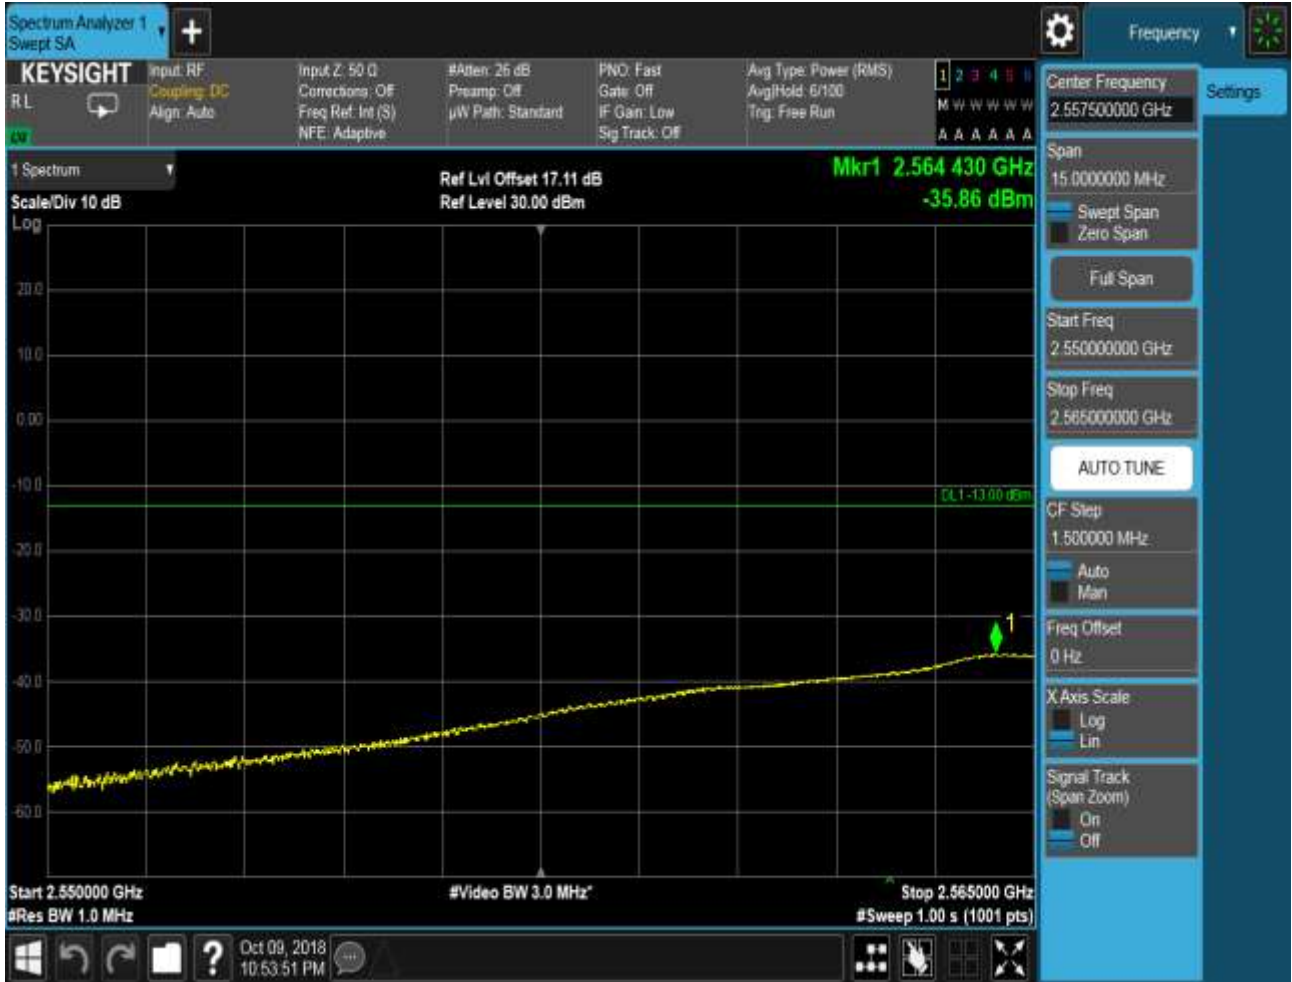 Spectrum Analyzer 1
Swept SA
Frequency
KEYSIGHT
R L
Input: RF
Coupling: DC
Align: Auto
Input Z: 50 Ω
Corrections: Off
Freq Ref: Int (S)
NFE: Adaptive
#Atten: 26 dB
Preamp: Off
µW Path: Standard
PNO: Fast
Gate: Off
IF Gain: Low
Sig Track: Off
Avg Type: Power (RMS)
Avg|Hold: 6/100
Trig: Free Run
1 2 3 4 5 6
M W W W W W
A A A A A A
1 Spectrum
Scale/Div 10 dB
Log
Ref Lvl Offset 17.11 dB
Ref Level 30.00 dBm
Mkr1 2.564 430 GHz
-35.86 dBm
20.0
10.0
0.00
-10.0
-20.0
-30.0
-40.0
-50.0
-60.0
DL1 -13.00 dBm
1
Start 2.550000 GHz
#Res BW 1.0 MHz
#Video BW 3.0 MHz*
Stop 2.565000 GHz
#Sweep 1.00 s (1001 pts)
Oct 09, 2018
10:53:51 PM
Center Frequency
2.557500000 GHz
Settings
Span
15.0000000 MHz
Swept Span
Zero Span
Full Span
Start Freq
2.550000000 GHz
Stop Freq
2.565000000 GHz
AUTO TUNE
CF Step
1.500000 MHz
Auto
Man
Freq Offset
0 Hz
X Axis Scale
Log
Lin
Signal Track
(Span Zoom)
On
Off